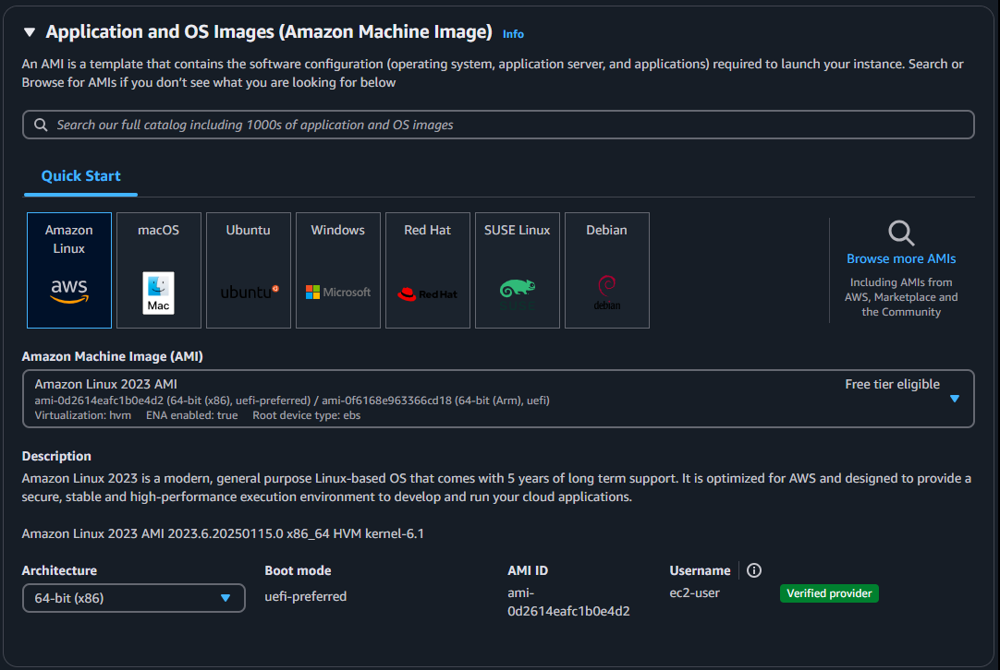 Application and OS Images (Amazon Machine Image) Info
An AMI is a template that contains the software configuration (operating system, application server, and applications) required to launch your instance. Search or
Browse for AMIs if you don’t see what you are looking for below
Search our full catalog including 1000s of application and OS images
Quick Start
Amazon
Linux
aws
macOS
Mac
Ubuntu
ubuntu
Windows
Microsoft
Red Hat
Red Hat
SUSE Linux
Debian
debian
Browse more AMIs
Including AMIs from
AWS, Marketplace and
the Community
Amazon Machine Image (AMI)
Amazon Linux 2023 AMI
Free tier eligible
ami-0d2614eafc1b0e4d2 (64-bit (x86), uefi-preferred) / ami-0f6168e963366cd18 (64-bit (Arm), uefi)
Virtualization: hvm ENA enabled: true Root device type: ebs
Description
Amazon Linux 2023 is a modern, general purpose Linux-based OS that comes with 5 years of long term support. It is optimized for AWS and designed to provide a
secure, stable and high-performance execution environment to develop and run your cloud applications.
Amazon Linux 2023 AMI 2023.6.20250115.0 x86_64 HVM kernel-6.1
Architecture
64-bit (x86)
Boot mode
uefi-preferred
AMI ID
ami-
0d2614eafc1b0e4d2
Username
ec2-user
Verified provider